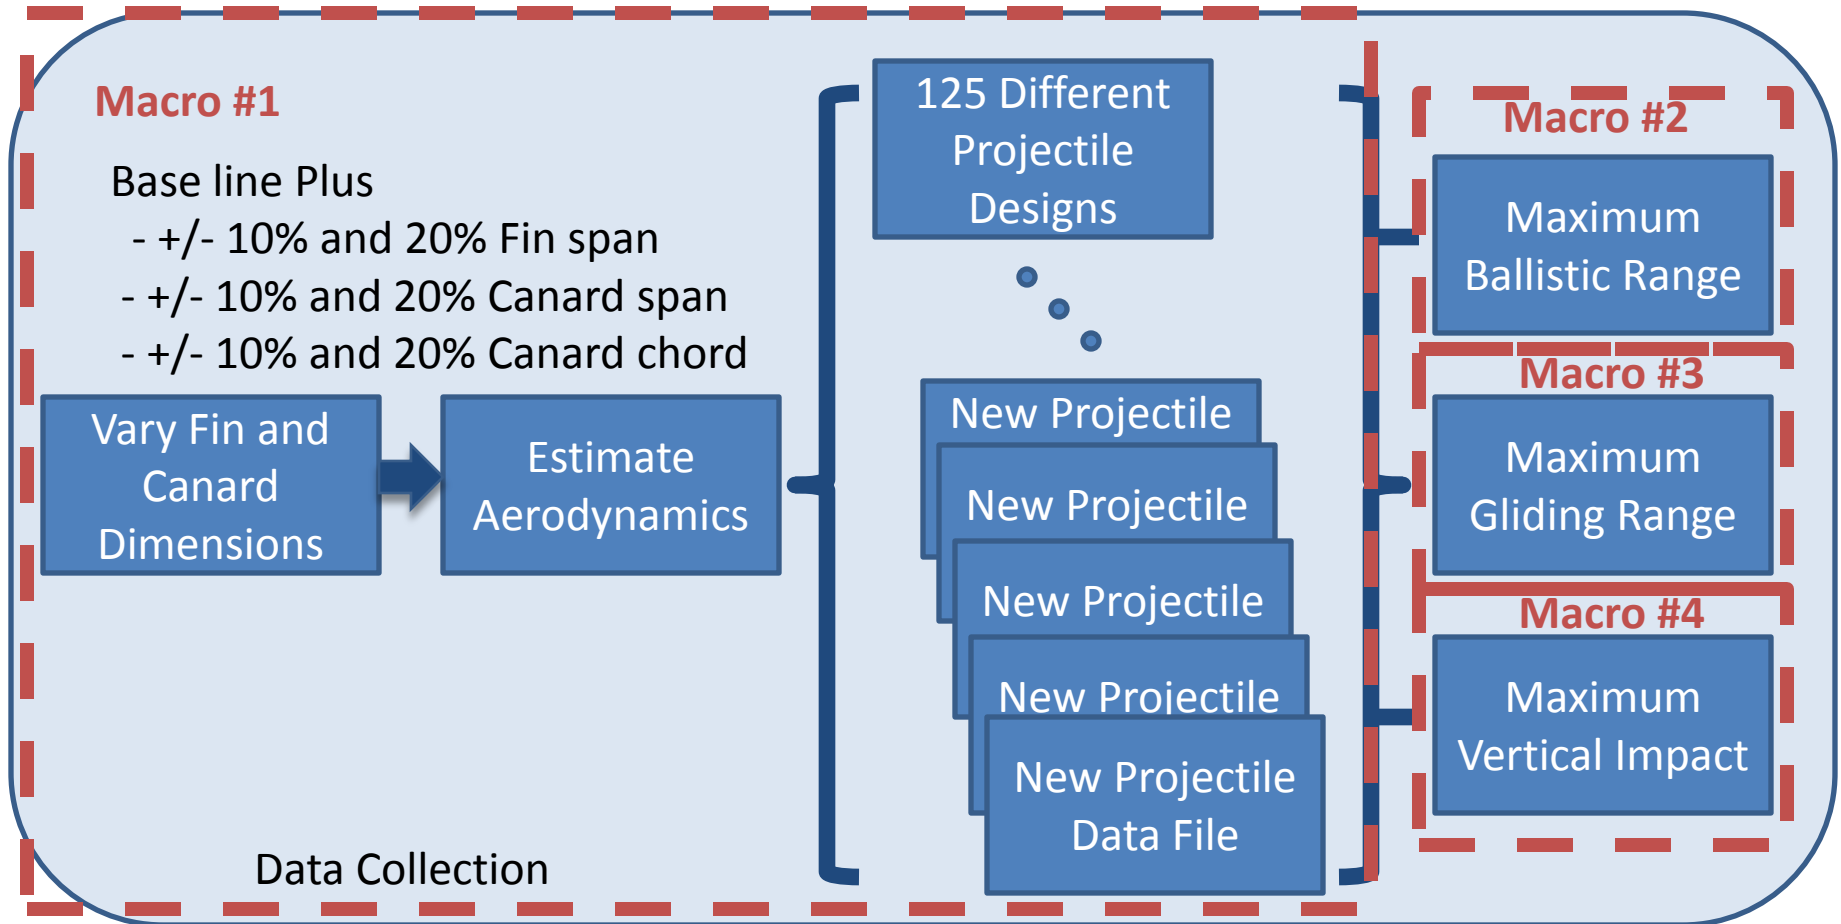 Macro #1
Base line Plus
- +/- 10% and 20% Fin span
- +/- 10% and 20% Canard span
- +/- 10% and 20% Canard chord
Vary Fin and
Canard
Dimensions
Estimate
Aerodynamics
125 Different
Projectile
Designs
New Projectile
New Projectile
New Projectile
New Projectile
New Projectile
Data File
Macro #2
Maximum
Ballistic Range
Macro #3
Maximum
Gliding Range
Macro #4
Maximum
Vertical Impact
Data Collection